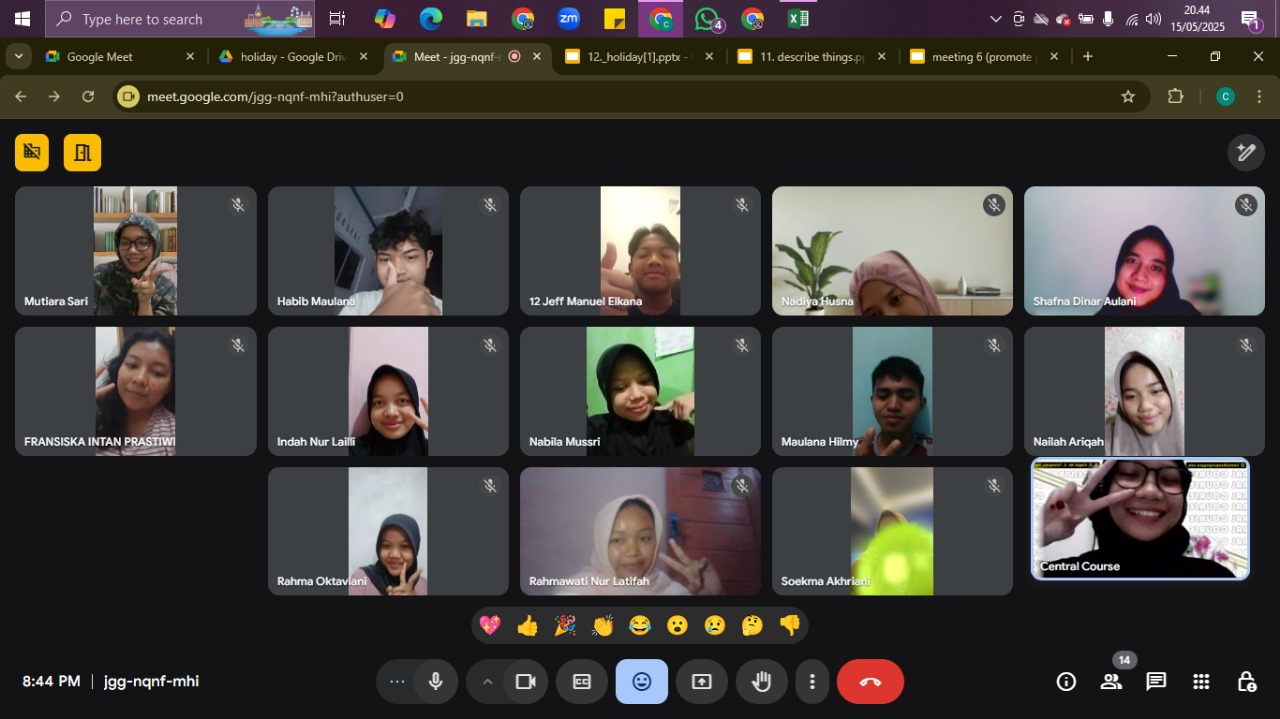 Type here to search
zm
4
20.44
15/05/2025
1
Google Meet
holiday - Google Driv
Meet - jgg-nqnf-
12._holiday[1].pptx -
11. describe things.pp
meeting 6 (promote
meet.google.com/jgg-nqnf-mhi?authuser=0
C
Mutiara Sari
Habib Maulana
12 Jeff Manuel Elkana
Nadiya Husna
Shafna Dinar Aulani
FRANSISKA INTAN PRASTIWI
Indah Nur Lailli
Nabila Mussri
Maulana Hilmy
Nailah Ariqah
Rahma Oktaviani
Rahmawati Nur Latifah
Soekma Akhriani
Central Course
8:44 PM | jgg-nqnf-mhi
CC
14